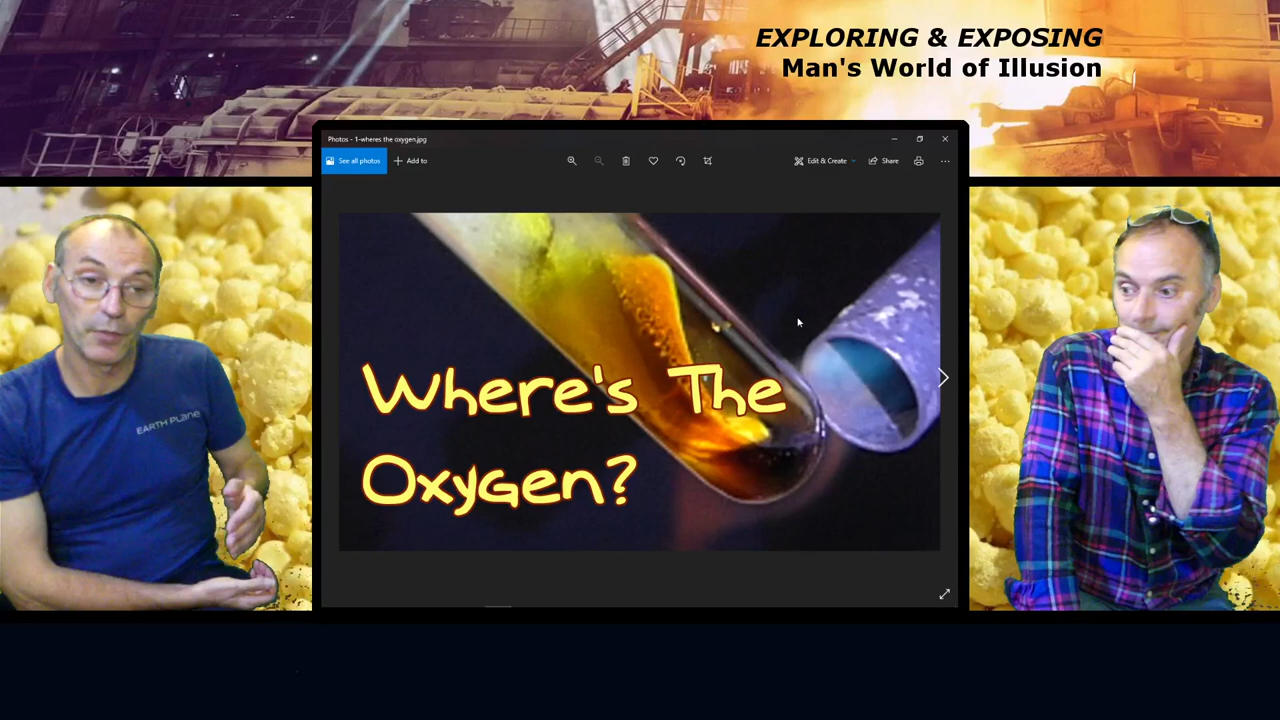 EXPLORING & EXPOSING
Man's World of Illusion
Photos - 1-wheres the oxygen.jpg
See all photos
Add to
Edit & Create
Share
Where's The
Oxygen?
EARTH PLANE